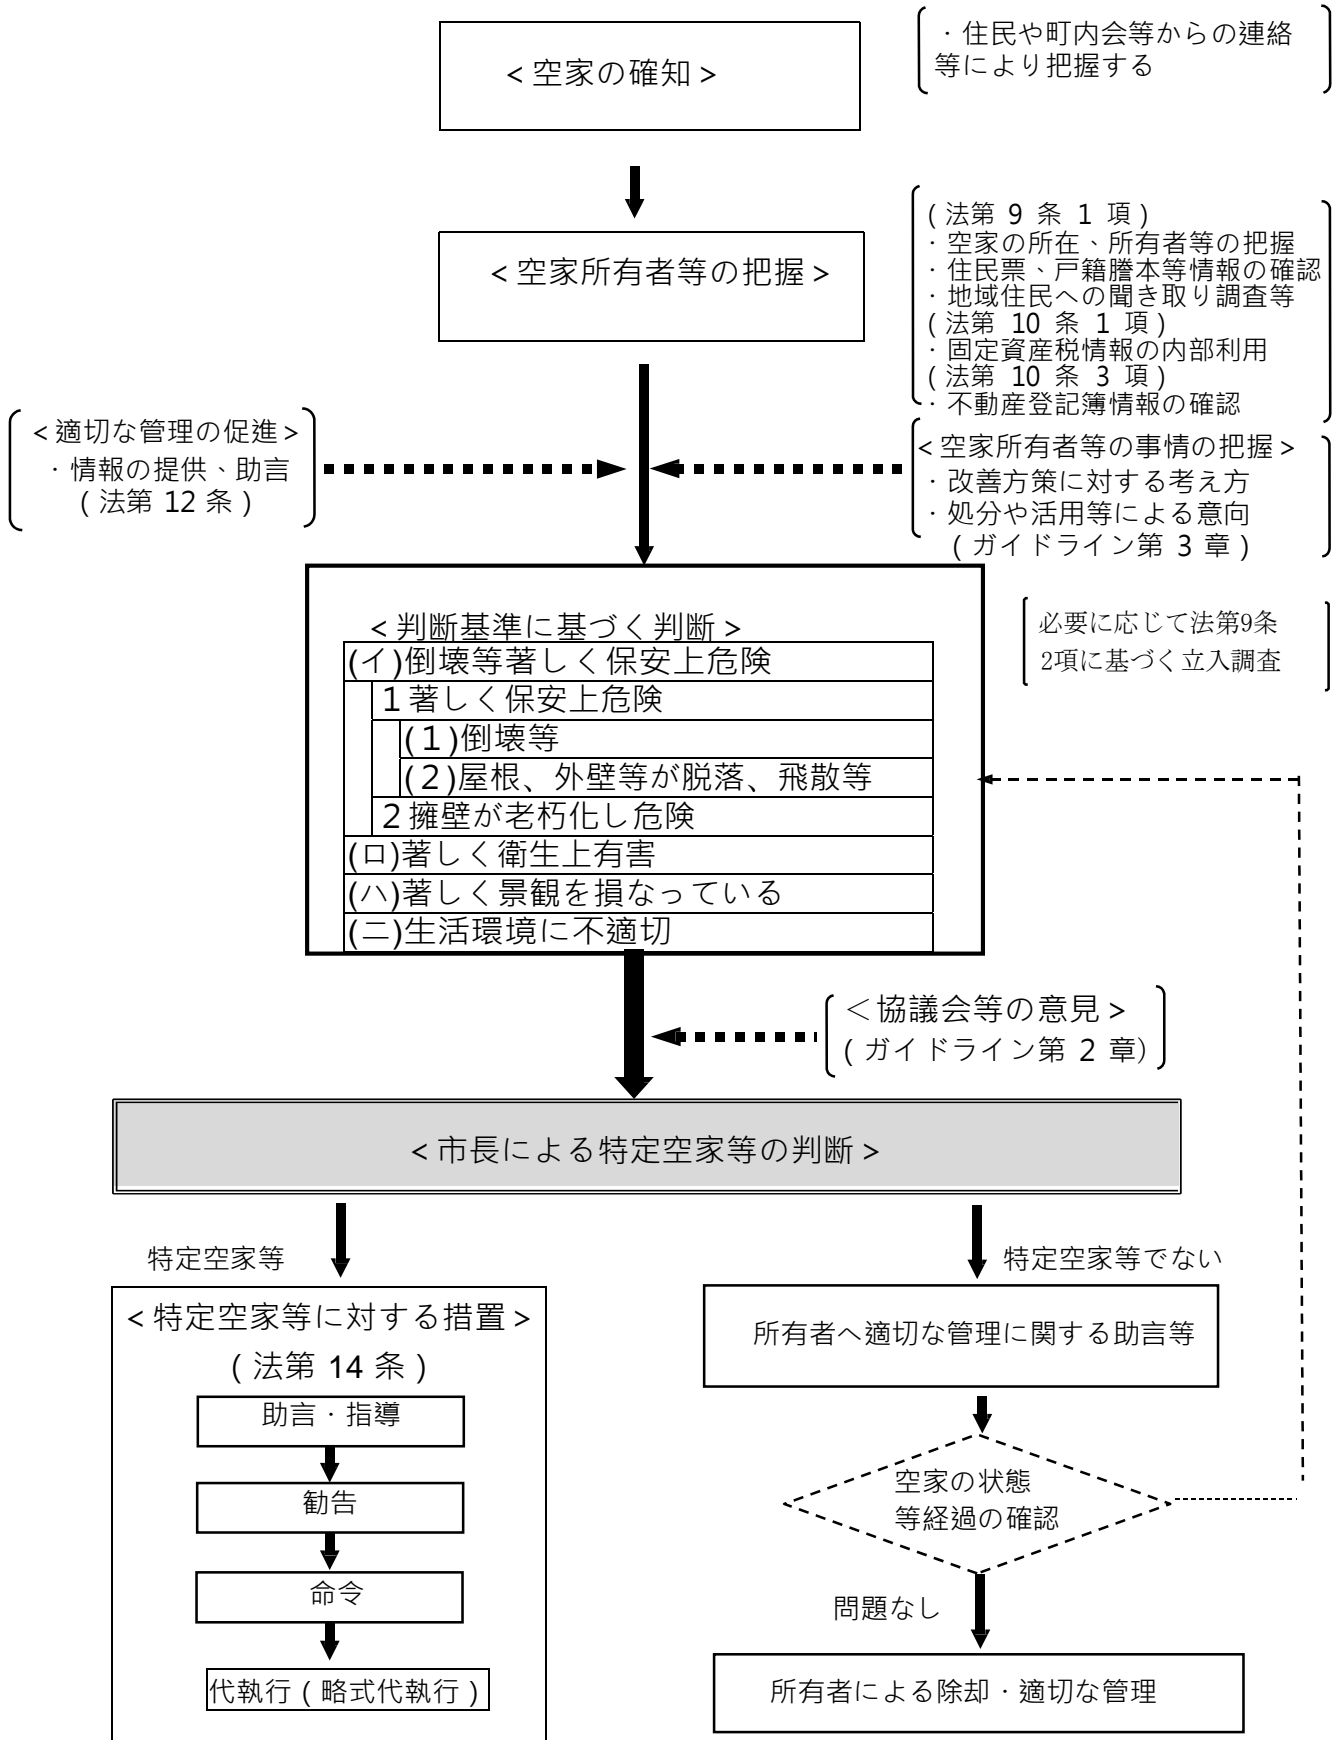 ＜空家の確知＞
・住民や町内会等からの連絡
等により把握する
＜空家所有者等の把握＞
(法第 9 条 1 項)
・空家の所在、所有者等の把握
・住民票、戸籍謄本等情報の確認
・地域住民への聞き取り調査等
(法第 10 条 1 項)
・固定資産税情報の内部利用
(法第 10 条 3 項)
・不動産登記簿情報の確認
＜適切な管理の促進＞
・情報の提供、助言
(法第 12 条)
＜空家所有者等の事情の把握＞
・改善方策に対する考え方
・処分や活用等による意向
(ガイドライン第 3 章)
＜判断基準に基づく判断＞
(イ)倒壊等著しく保安上危険
1著しく保安上危険
(1)倒壊等
(2)屋根、外壁等が脱落、飛散等
2擁壁が老朽化し危険
(ロ)著しく衛生上有害
(ハ)著しく景観を損なっている
(ニ)生活環境に不適切
必要に応じて法第9条
2項に基づく立入調査
＜協議会等の意見＞
(ガイドライン第 2 章)
＜市長による特定空家等の判断＞
特定空家等
特定空家等でない
＜特定空家等に対する措置＞
(法第 14 条)
助言・指導
勧告
命令
代執行(略式代執行)
所有者へ適切な管理に関する助言等
空家の状態
等経過の確認
問題なし
所有者による除却・適切な管理